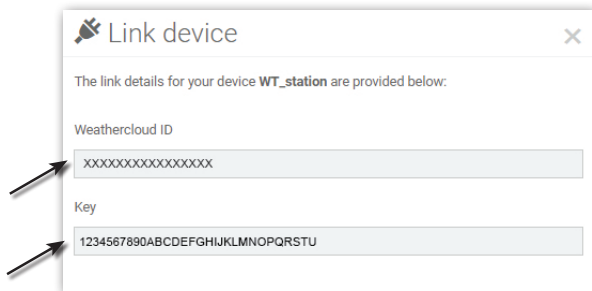 Link device
The link details for your device WT_station are provided below:
Weathercloud ID
XXXXXXXXXXXXXXXX
Key
1234567890ABCDEFGHIJKLMNOPQRSTU